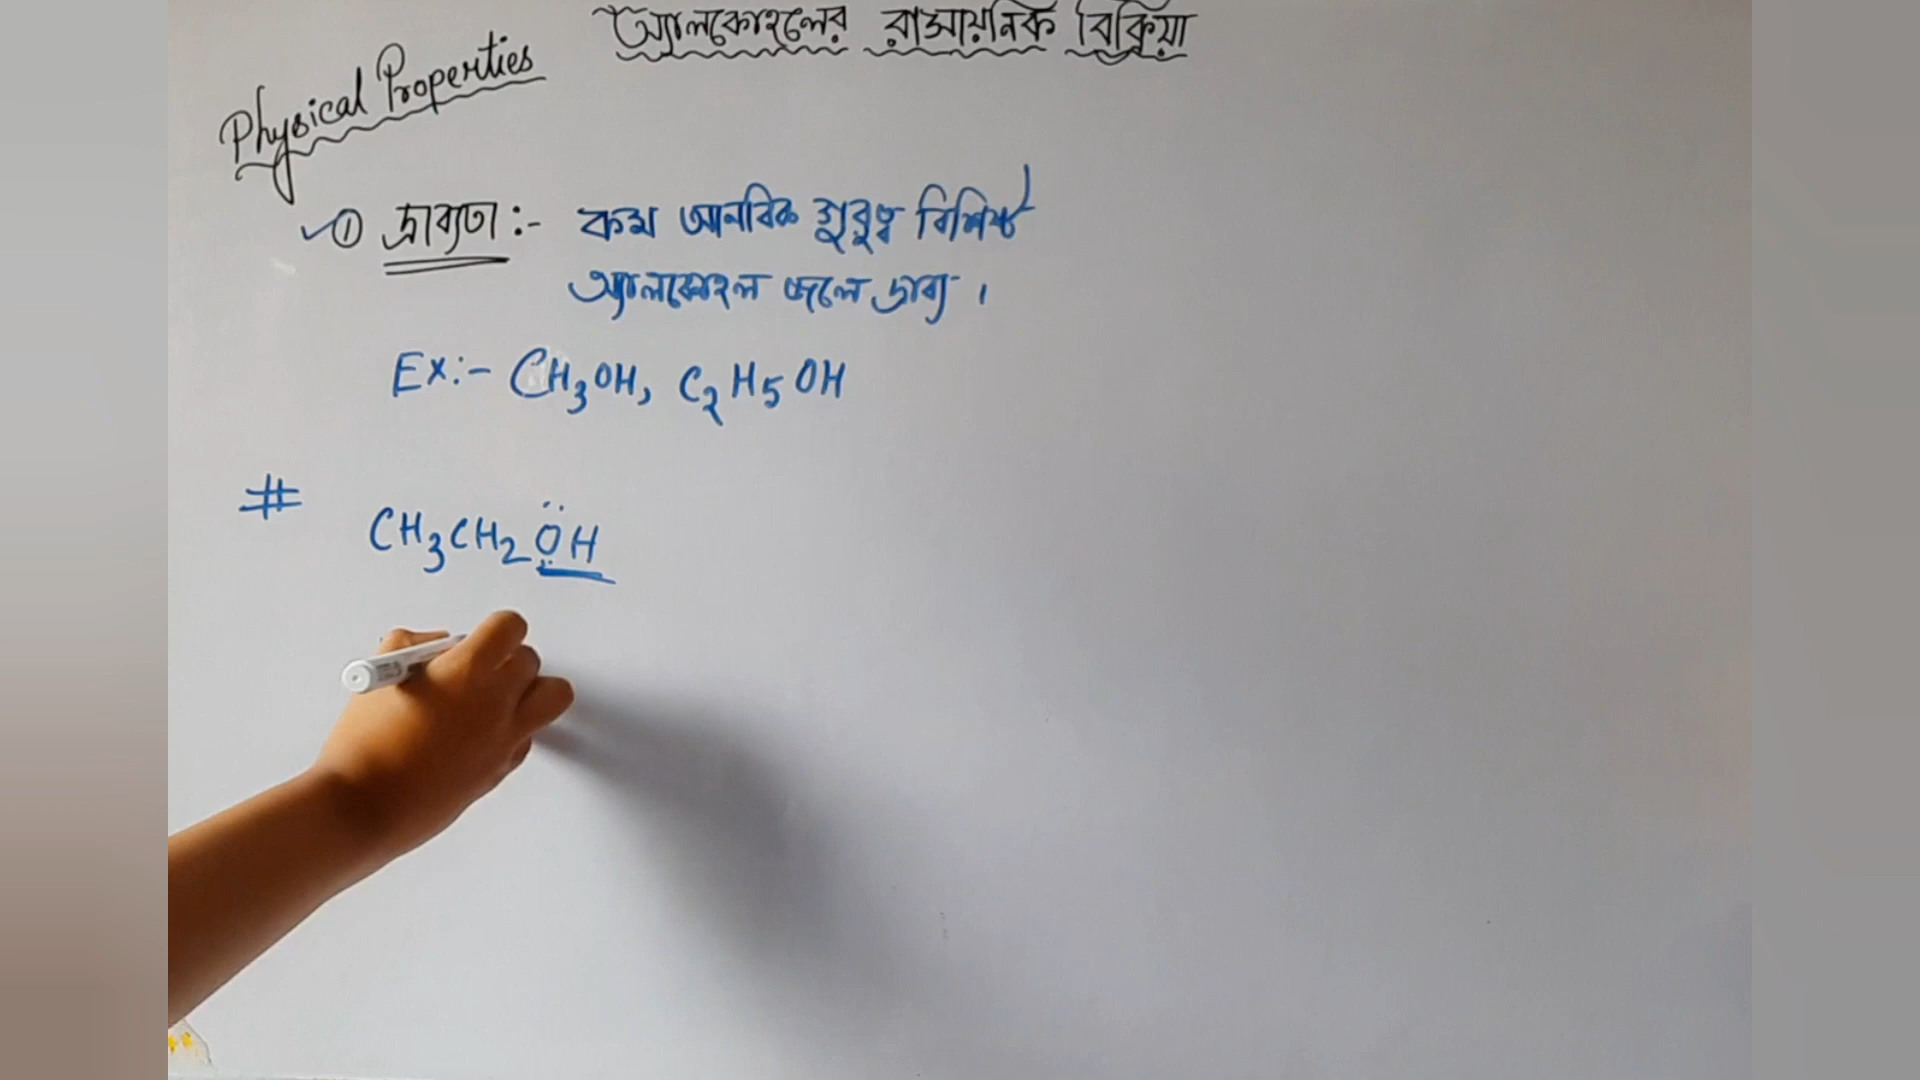 অ্যালকোহলের রাসায়নিক বিক্রিয়া
Physical Properties
① দ্রাব্যতা :- কম আনবিক গুরুত্ব বিশিষ্ট
অ্যালকোহল জলে দ্রাব্য ।
Ex:- CH₃OH, C₂H₅OH
# CH₃CH₂ÖH